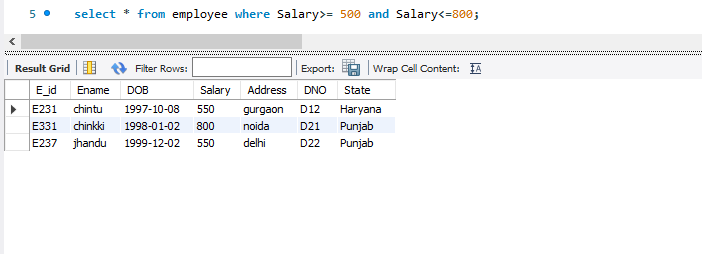 5 select * from employee where Salary>= 500 and Salary<=800;
Result Grid Filter Rows: Export: Wrap Cell Content: IA
E_id Ename DOB Salary Address DNO State
E231 chintu 1997-10-08 550 gurgaon D12 Haryana
E331 chinkki 1998-01-02 800 noida D21 Punjab
E237 jhandu 1999-12-02 550 delhi D22 Punjab